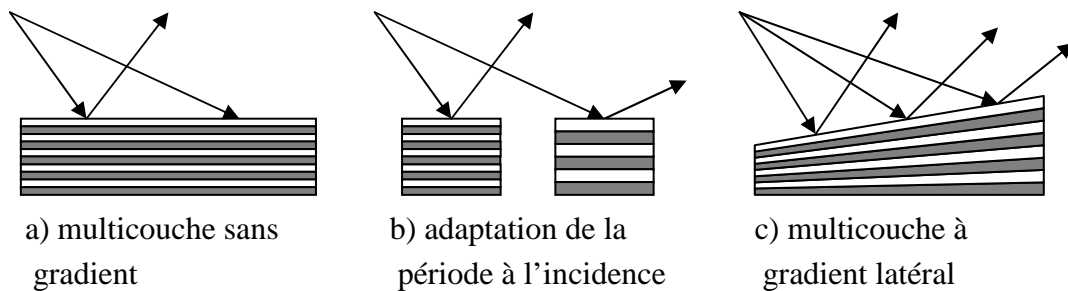 a) multicouche sans
gradient
b) adaptation de la
période à l’incidence
c) multicouche à
gradient latéral